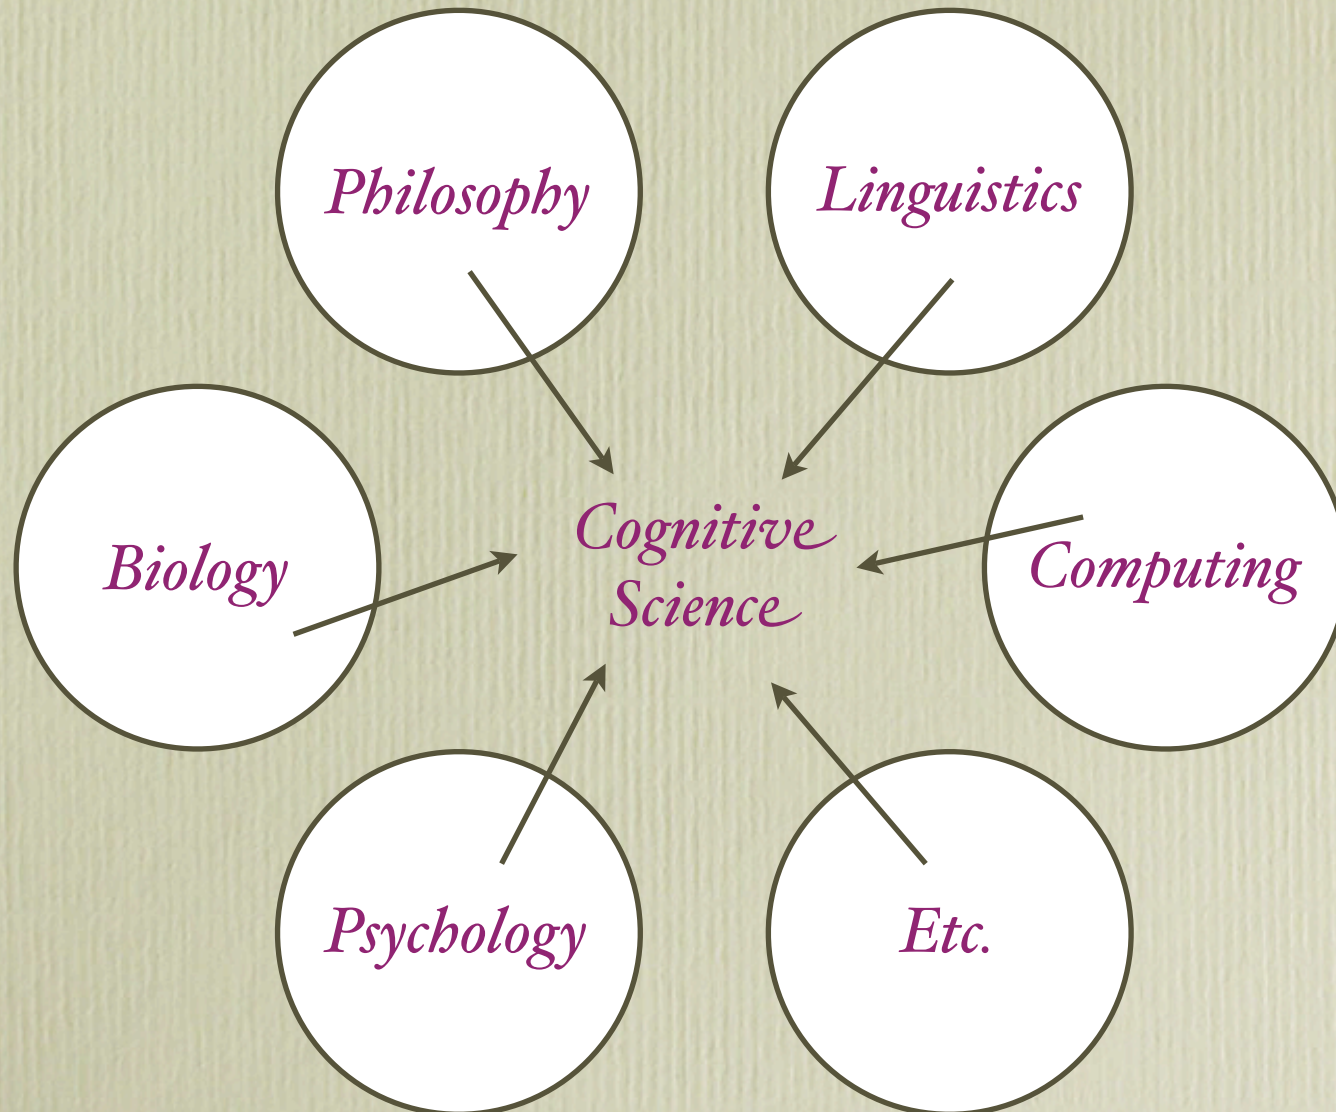 Philosophy
Linguistics
Cognitive
Science
Biology
Computing
Psychology
Etc.